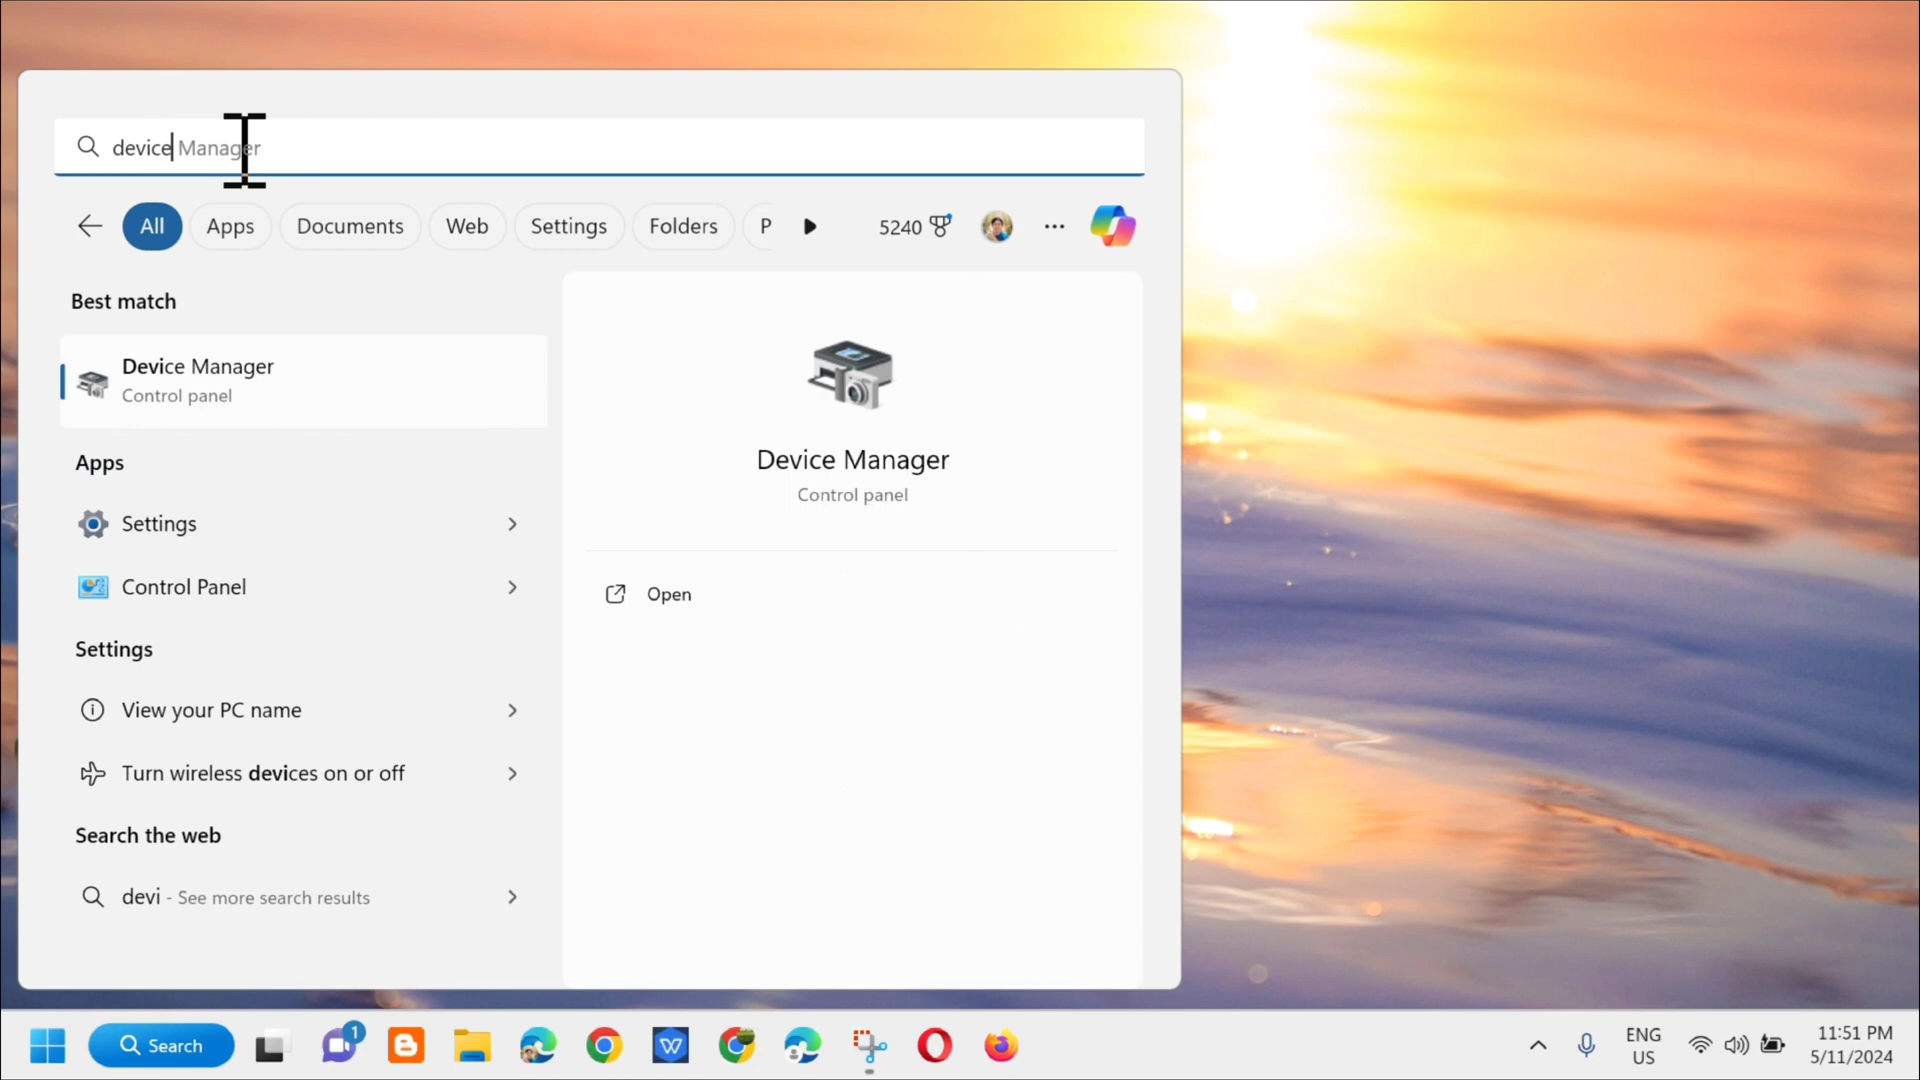 device Manager
All Apps Documents Web Settings Folders P 5240
Best match
Device Manager
Control panel
Apps
Settings
Control Panel
Settings
View your PC name
Turn wireless devices on or off
Search the web
devi - See more search results
Device Manager
Control panel
Open
Search
1
W
ENG
US
11:51 PM
5/11/2024